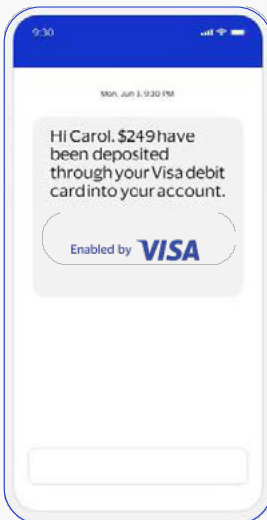 9:30
Mon, Jun 1, 9:30 PM
Hi Carol. $249 have
been deposited
through your Visa debit
card into your account.
Enabled by VISA